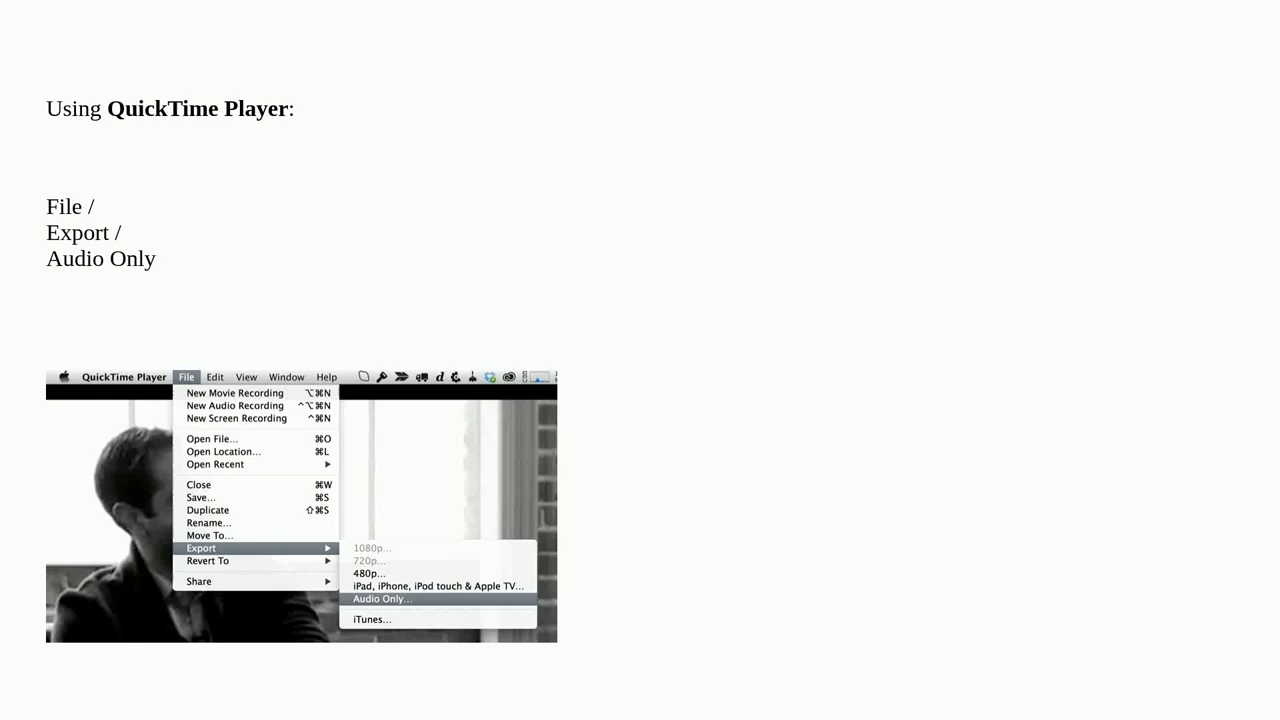 Using QuickTime Player:
File /
Export /
Audio Only
QuickTime Player File Edit View Window Help
New Movie Recording ⌥⌘N
New Audio Recording ^⌥⌘N
New Screen Recording ^⌘N
Open File... ⌘O
Open Location... ⌘L
Open Recent ▶
Close ⌘W
Save... ⌘S
Duplicate ⇧⌘S
Rename...
Move To...
Export ▶
Revert To ▶
Share ▶
1080p...
720p...
480p...
iPad, iPhone, iPod touch & Apple TV...
Audio Only...
iTunes...